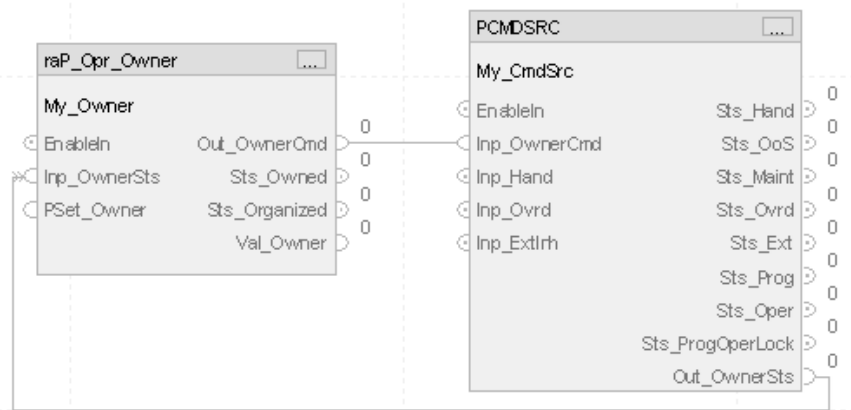 raP_Opr_Owner ...
My_Owner
EnableIn Out_OwnerCmd 0
Inp_OwnerSts Sts_Owned 0
PSet_Owner Sts_Organized 0
Val_Owner 0
PCMDSRC ...
My_CmdSrc
EnableIn Sts_Hand 0
Inp_OwnerCmd Sts_OoS 0
Inp_Hand Sts_Maint 0
Inp_Ovrd Sts_Ovrd 0
Inp_ExtInh Sts_Ext 0
Sts_Prog 0
Sts_Oper 0
Sts_ProgOperLock 0
Out_OwnerSts 0